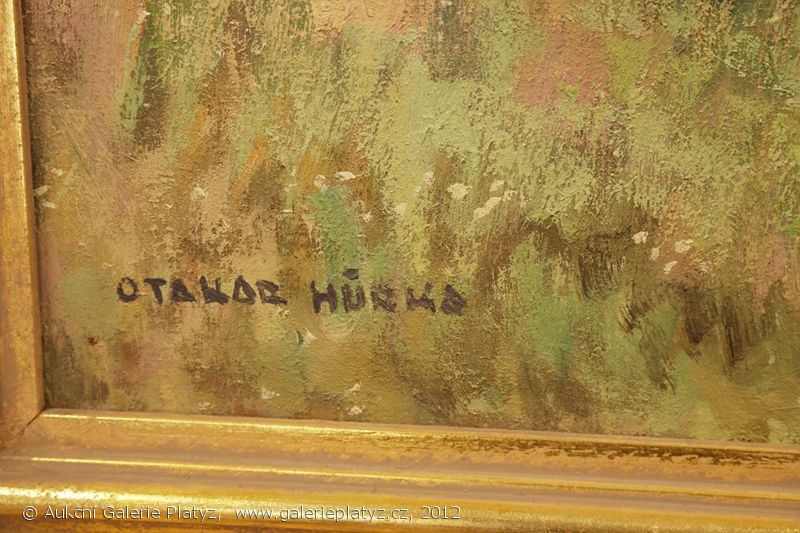 OTAKAR HŮRKA
© Aukční Galerie Platýz, www.galerieplatyz.cz, 2012